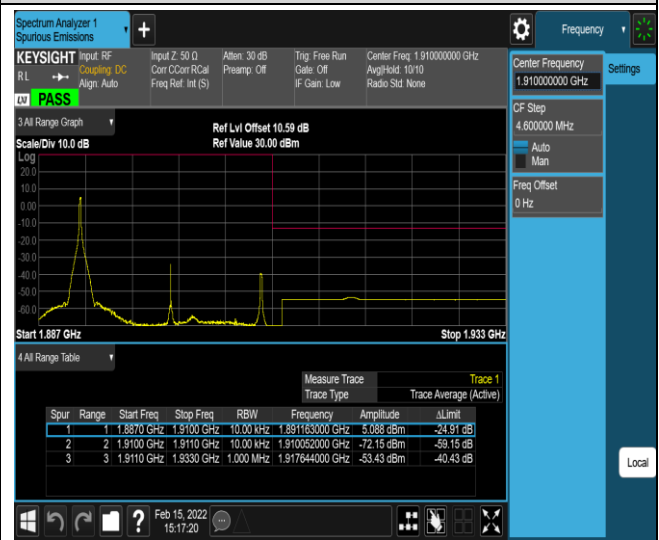 Spectrum Analyzer 1
Spurious Emissions
+
Frequency
KEYSIGHT
Input: RF
Coupling: DC
Align: Auto
RL
Input Z: 50 Ω
Corr CCorr RCal
Freq Ref: Int (S)
Atten: 30 dB
Preamp: Off
Trig: Free Run
Gate: Off
IF Gain: Low
Center Freq: 1.910000000 GHz
Avg|Hold: 10/10
Radio Std: None
LXI PASS
3 All Range Graph
Ref Lvl Offset 10.59 dB
Scale/Div 10.0 dB
Ref Value 30.00 dBm
Log
20.0
10.0
0.00
-10.0
-20.0
-30.0
-40.0
-50.0
-60.0
Start 1.887 GHz
Stop 1.933 GHz
4 All Range Table
Measure Trace Trace 1
Trace Type Trace Average (Active)
Spur Range Start Freq Stop Freq RBW Frequency Amplitude ΔLimit
1 1 1.8870 GHz 1.9100 GHz 10.00 kHz 1.891163000 GHz 5.088 dBm -24.91 dB
2 2 1.9100 GHz 1.9110 GHz 10.00 kHz 1.910052000 GHz -72.15 dBm -59.15 dB
3 3 1.9110 GHz 1.9330 GHz 1.000 MHz 1.917644000 GHz -53.43 dBm -40.43 dB
Center Frequency
1.910000000 GHz
Settings
CF Step
4.600000 MHz
Auto
Man
Freq Offset
0 Hz
Local
?
Feb 15, 2022
15:17:20